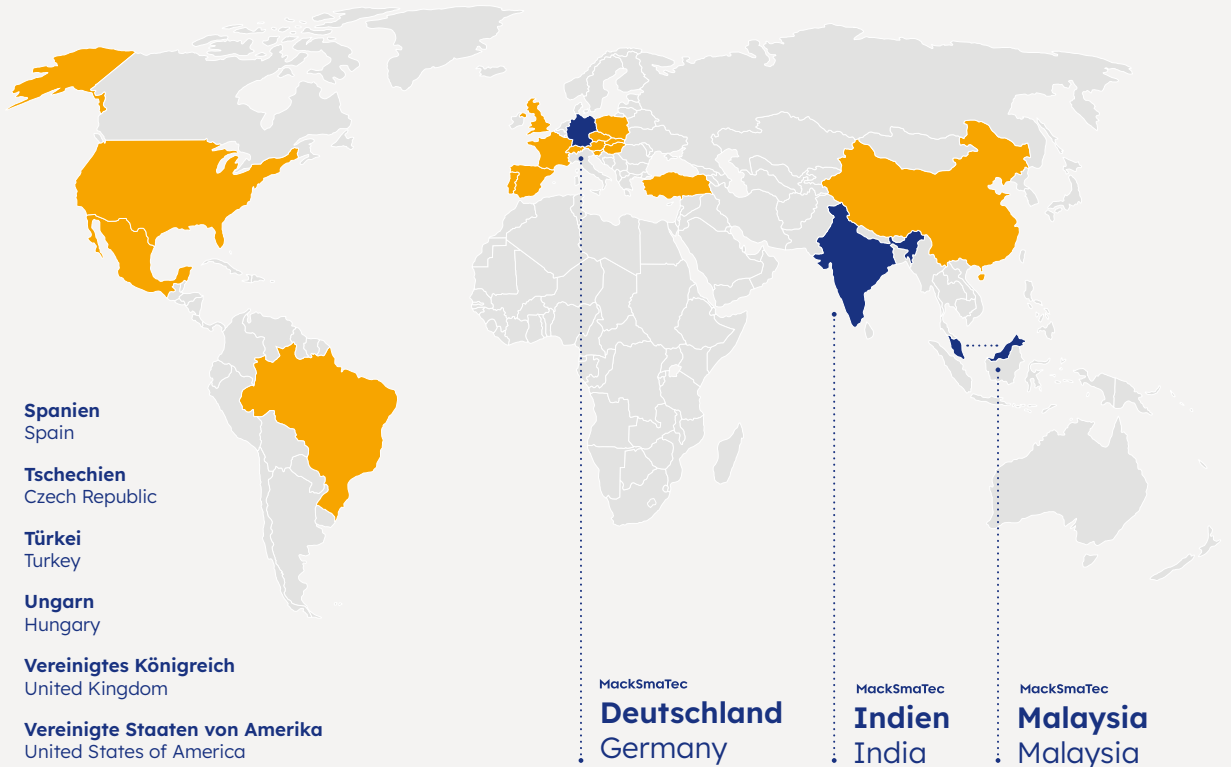 Spanien
Spain
Tschechien
Czech Republic
Türkei
Turkey
Ungarn
Hungary
Vereinigtes Königreich
United Kingdom
Vereinigte Staaten von Amerika
United States of America
MackSmaTec
Deutschland
Germany
MackSmaTec
Indien
India
MackSmaTec
Malaysia
Malaysia